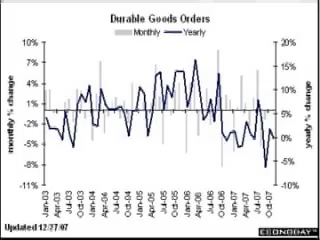 Durable Goods Orders
Monthly Yearly
10%
7%
4%
1%
-2%
-5%
-8%
-11%
monthly % change
20%
15%
10%
5%
0%
-5%
-10%
yearly % change
Jan-03
Apr-03
Jul-03
Oct-03
Jan-04
Apr-04
Jul-04
Oct-04
Jan-05
Apr-05
Jul-05
Oct-05
Jan-06
Apr-06
Jul-06
Oct-06
Jan-07
Apr-07
Jul-07
Oct-07
Updated 12/27/07
ECONODAY